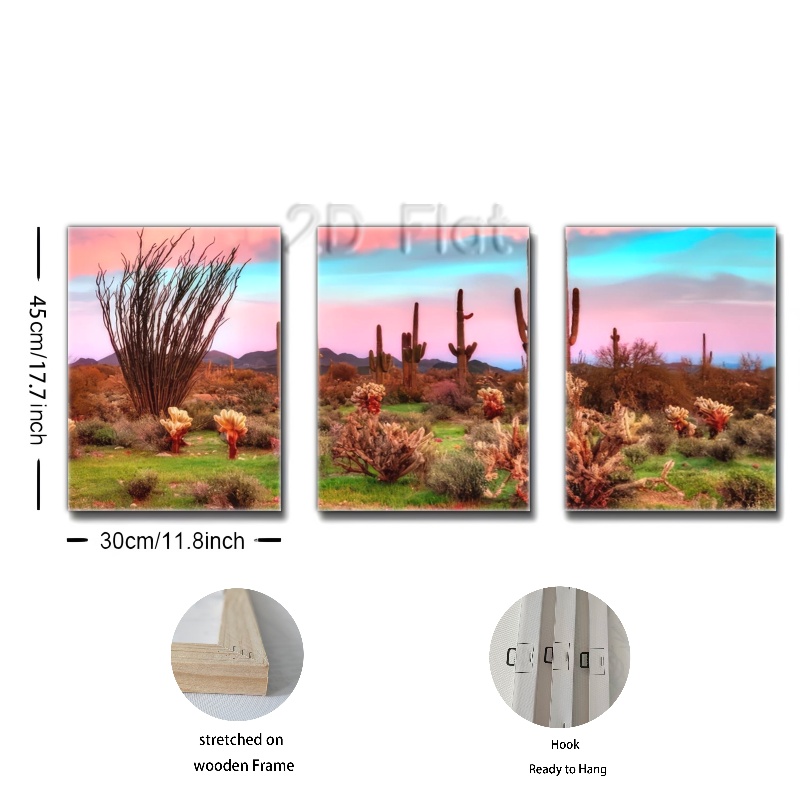 2D Flat
45cm/17.7inch
30cm/11.8inch
stretched on
wooden Frame
Hook
Ready to Hang